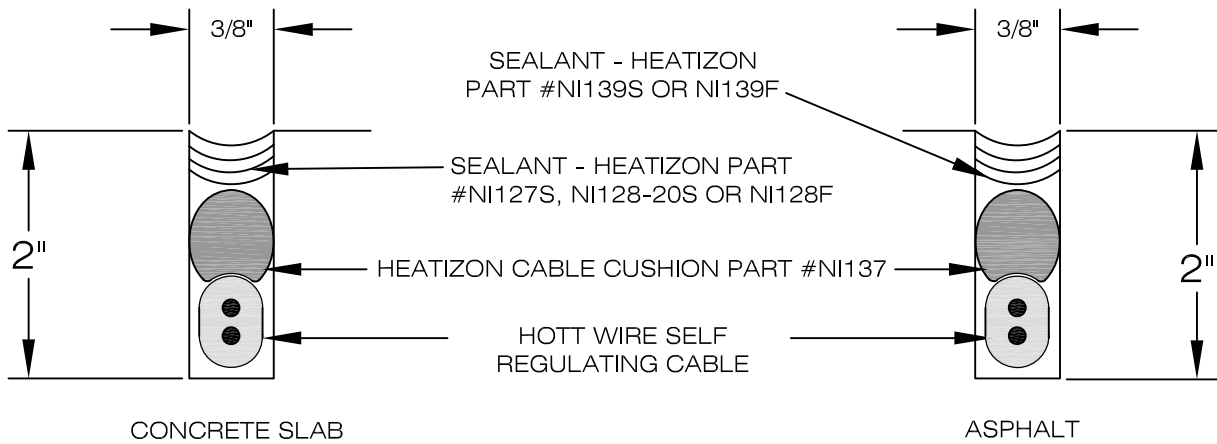 3/8"
3/8"
SEALANT - HEATIZON
PART #NI139S OR NI139F
SEALANT - HEATIZON PART
#NI127S, NI128-20S OR NI128F
2"
2"
HEATIZON CABLE CUSHION PART #NI137
HOTT WIRE SELF
REGULATING CABLE
CONCRETE SLAB
ASPHALT